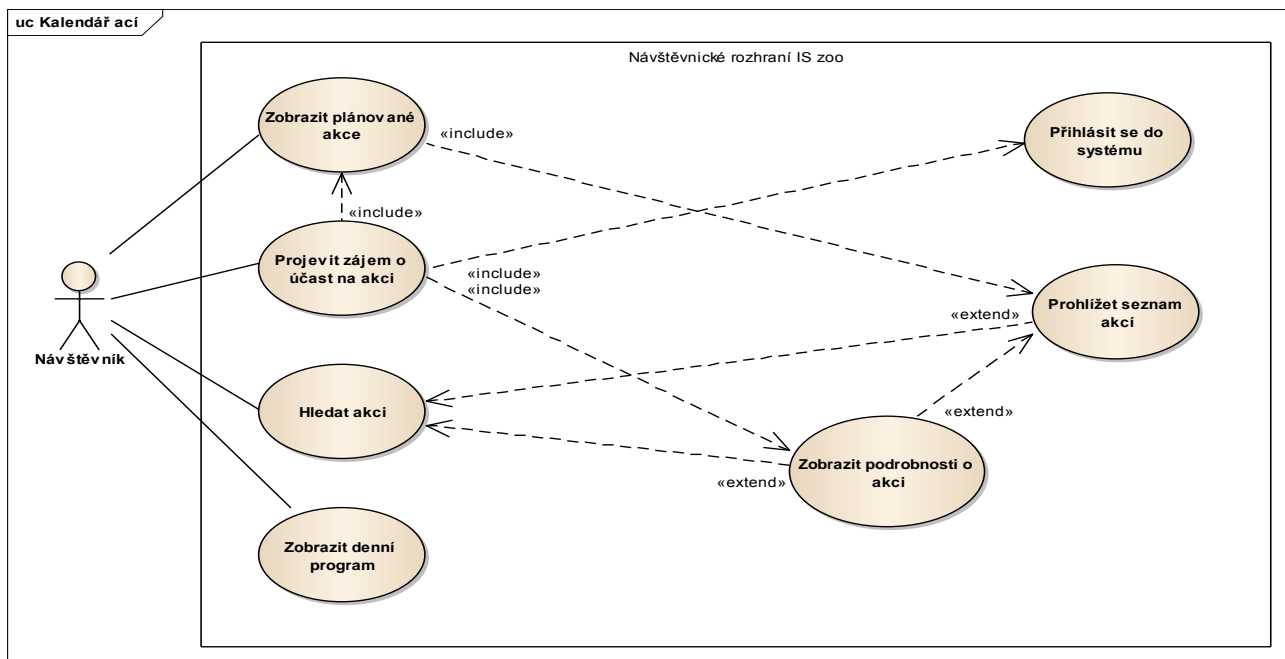 uc Kalendář ací
Návštěvnické rozhraní IS zoo
Zobrazit plánované
akce
«include»
Přihlásit se do
systému
«include»
Projevit zájem o
účast na akci
«include»
«include»
Prohlížet seznam
akcí
«extend»
Návštěvník
Hledat akci
«extend»
Zobrazit podrobnosti o
akci
«extend»
Zobrazit denní
program